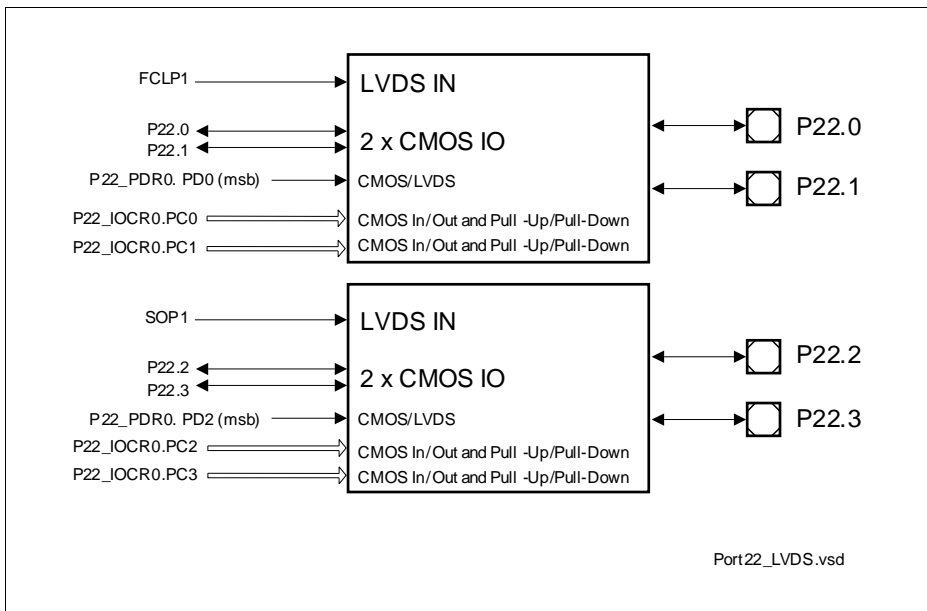 FCLP1
LVDS IN
P22.0
P22.1
2 x CMOS IO
P22_PDR0. PD0 (msb)
CMOS/LVDS
P22_IOCR0.PC0
CMOS In/Out and Pull -Up/Pull-Down
P22_IOCR0.PC1
CMOS In/Out and Pull -Up/Pull-Down
P22.0
P22.1
SOP1
LVDS IN
P22.2
P22.3
2 x CMOS IO
P22_PDR0. PD2 (msb)
CMOS/LVDS
P22_IOCR0.PC2
CMOS In/Out and Pull -Up/Pull-Down
P22_IOCR0.PC3
CMOS In/Out and Pull -Up/Pull-Down
P22.2
P22.3
Port22_LVDS.vsd